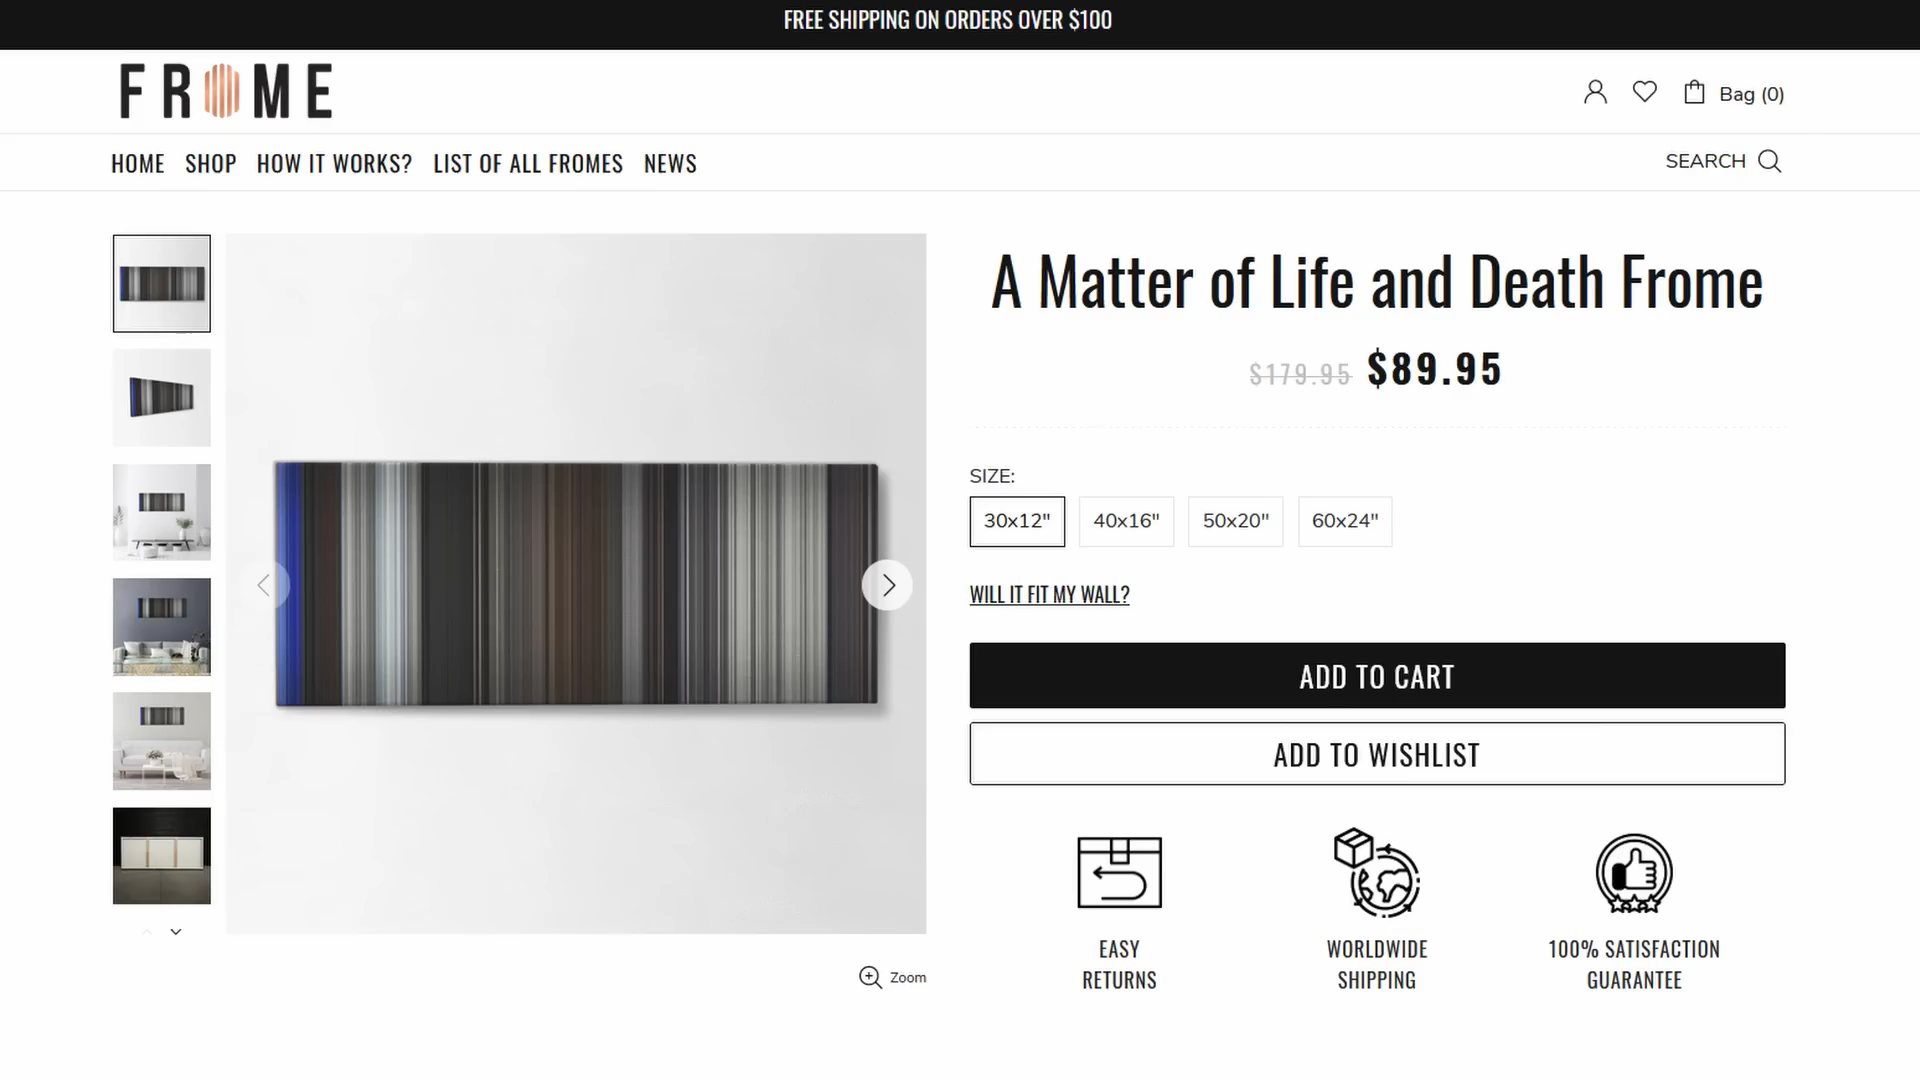 FREE SHIPPING ON ORDERS OVER $100
FROME
Bag (0)
HOME SHOP HOW IT WORKS? LIST OF ALL FROMES NEWS
SEARCH
A Matter of Life and Death Frome
$179.95 $89.95
SIZE:
30x12" 40x16" 50x20" 60x24"
WILL IT FIT MY WALL?
ADD TO CART
ADD TO WISHLIST
EASY
RETURNS
WORLDWIDE
SHIPPING
100% SATISFACTION
GUARANTEE
Zoom